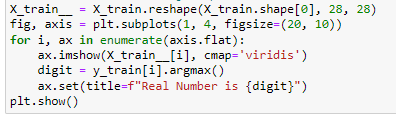 X_train__ = X_train.reshape(X_train.shape[0], 28, 28)
fig, axis = plt.subplots(1, 4, figsize=(20, 10))
for i, ax in enumerate(axis.flat):
    ax.imshow(X_train__[i], cmap='viridis')
    digit = y_train[i].argmax()
    ax.set(title=f"Real Number is {digit}")
plt.show()